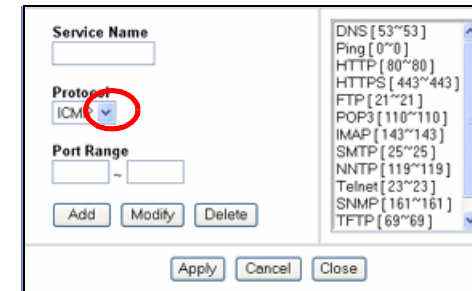 Service Name
Protocol
ICMP
Port Range
~
Add Modify Delete
DNS [53~53]
Ping [0~0]
HTTP [80~80]
HTTPS [443~443]
FTP [21~21]
POP3 [110~110]
IMAP [143~143]
SMTP [25~25]
NNTP [119~119]
Telnet [23~23]
SNMP [161~161]
TFTP [69~69]
Apply Cancel Close